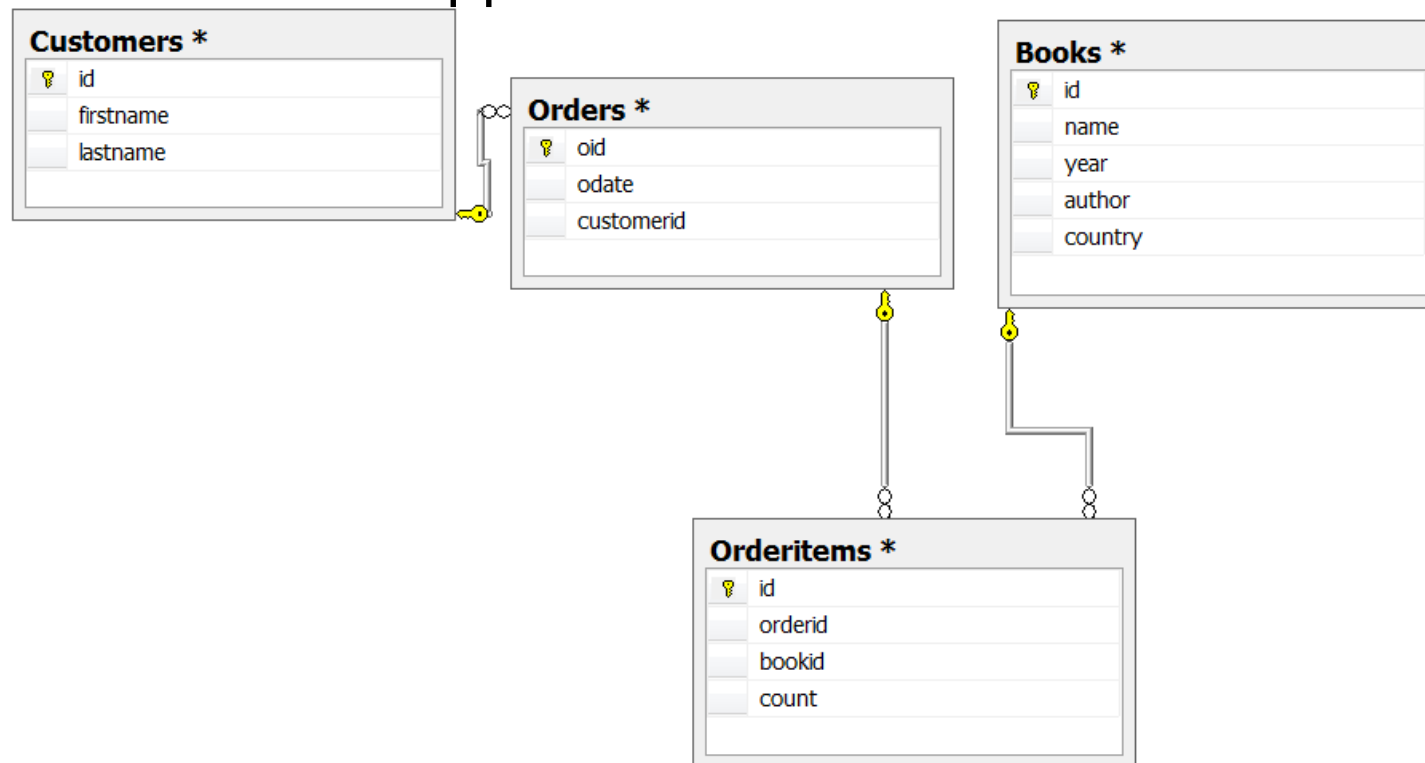 Customers *
id
firstname
lastname
Orders *
oid
odate
customerid
Books *
id
name
year
author
country
Orderitems *
id
orderid
bookid
count